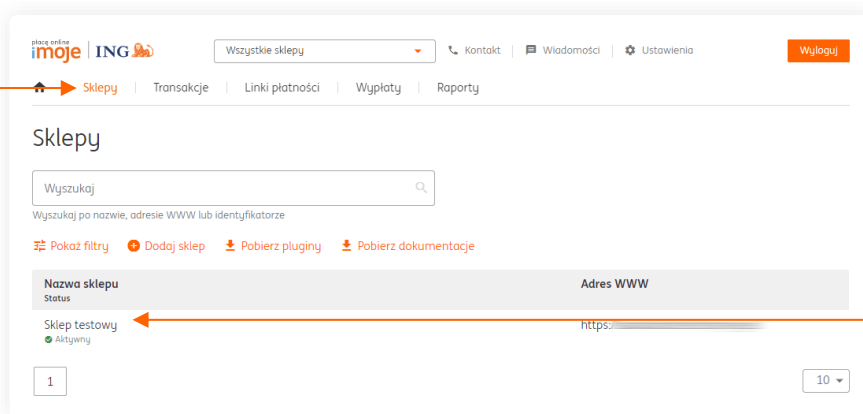 płacę online
imoje ING Wszystkie sklepy Kontakt Wiadomości Ustawienia Wyloguj
Sklepy Transakcje Linki płatności Wypłaty Raporty
Sklepy
Wyszukaj
Wyszukaj po nazwie, adresie WWW lub identyfikatorze
Pokaż filtry Dodaj sklep Pobierz pluginy Pobierz dokumentacje
Nazwa sklepu Adres WWW
Status
Sklep testowy https:
Aktywny
1 10